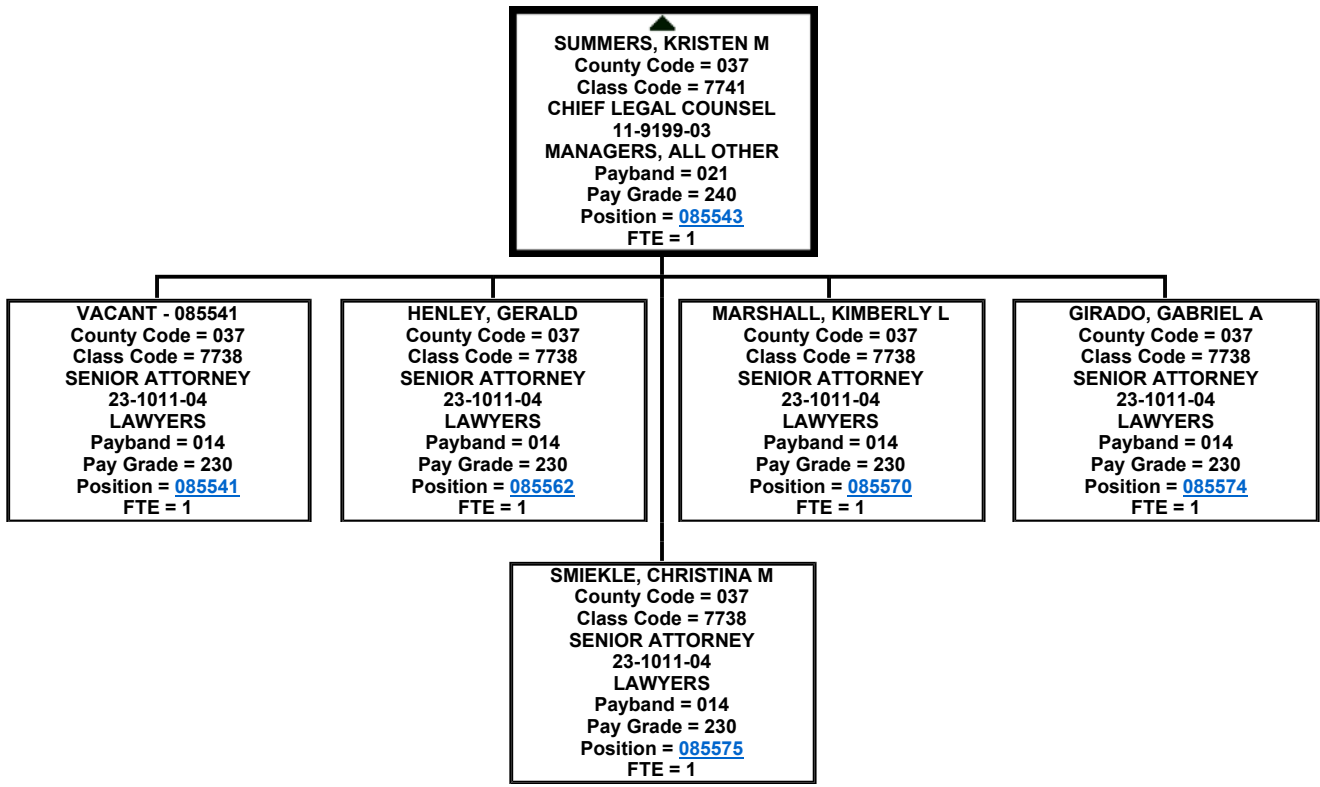 SUMMERS, KRISTEN M
County Code = 037
Class Code = 7741
CHIEF LEGAL COUNSEL
11-9199-03
MANAGERS, ALL OTHER
Payband = 021
Pay Grade = 240
Position = 085543
FTE = 1
VACANT - 085541
County Code = 037
Class Code = 7738
SENIOR ATTORNEY
23-1011-04
LAWYERS
Payband = 014
Pay Grade = 230
Position = 085541
FTE = 1
HENLEY, GERALD
County Code = 037
Class Code = 7738
SENIOR ATTORNEY
23-1011-04
LAWYERS
Payband = 014
Pay Grade = 230
Position = 085562
FTE = 1
MARSHALL, KIMBERLY L
County Code = 037
Class Code = 7738
SENIOR ATTORNEY
23-1011-04
LAWYERS
Payband = 014
Pay Grade = 230
Position = 085570
FTE = 1
GIRADO, GABRIEL A
County Code = 037
Class Code = 7738
SENIOR ATTORNEY
23-1011-04
LAWYERS
Payband = 014
Pay Grade = 230
Position = 085574
FTE = 1
SMIEKLE, CHRISTINA M
County Code = 037
Class Code = 7738
SENIOR ATTORNEY
23-1011-04
LAWYERS
Payband = 014
Pay Grade = 230
Position = 085575
FTE = 1